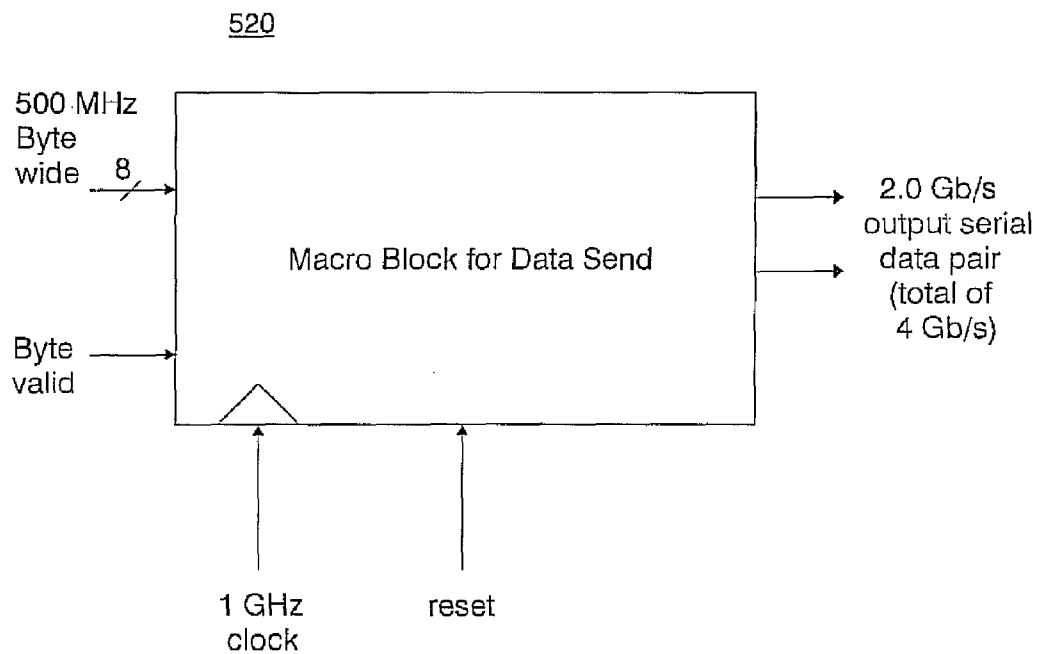 520
500 MHz
Byte
wide
8
Byte
valid
Macro Block for Data Send
2.0 Gb/s
output serial
data pair
(total of
4 Gb/s)
1 GHz
clock
reset